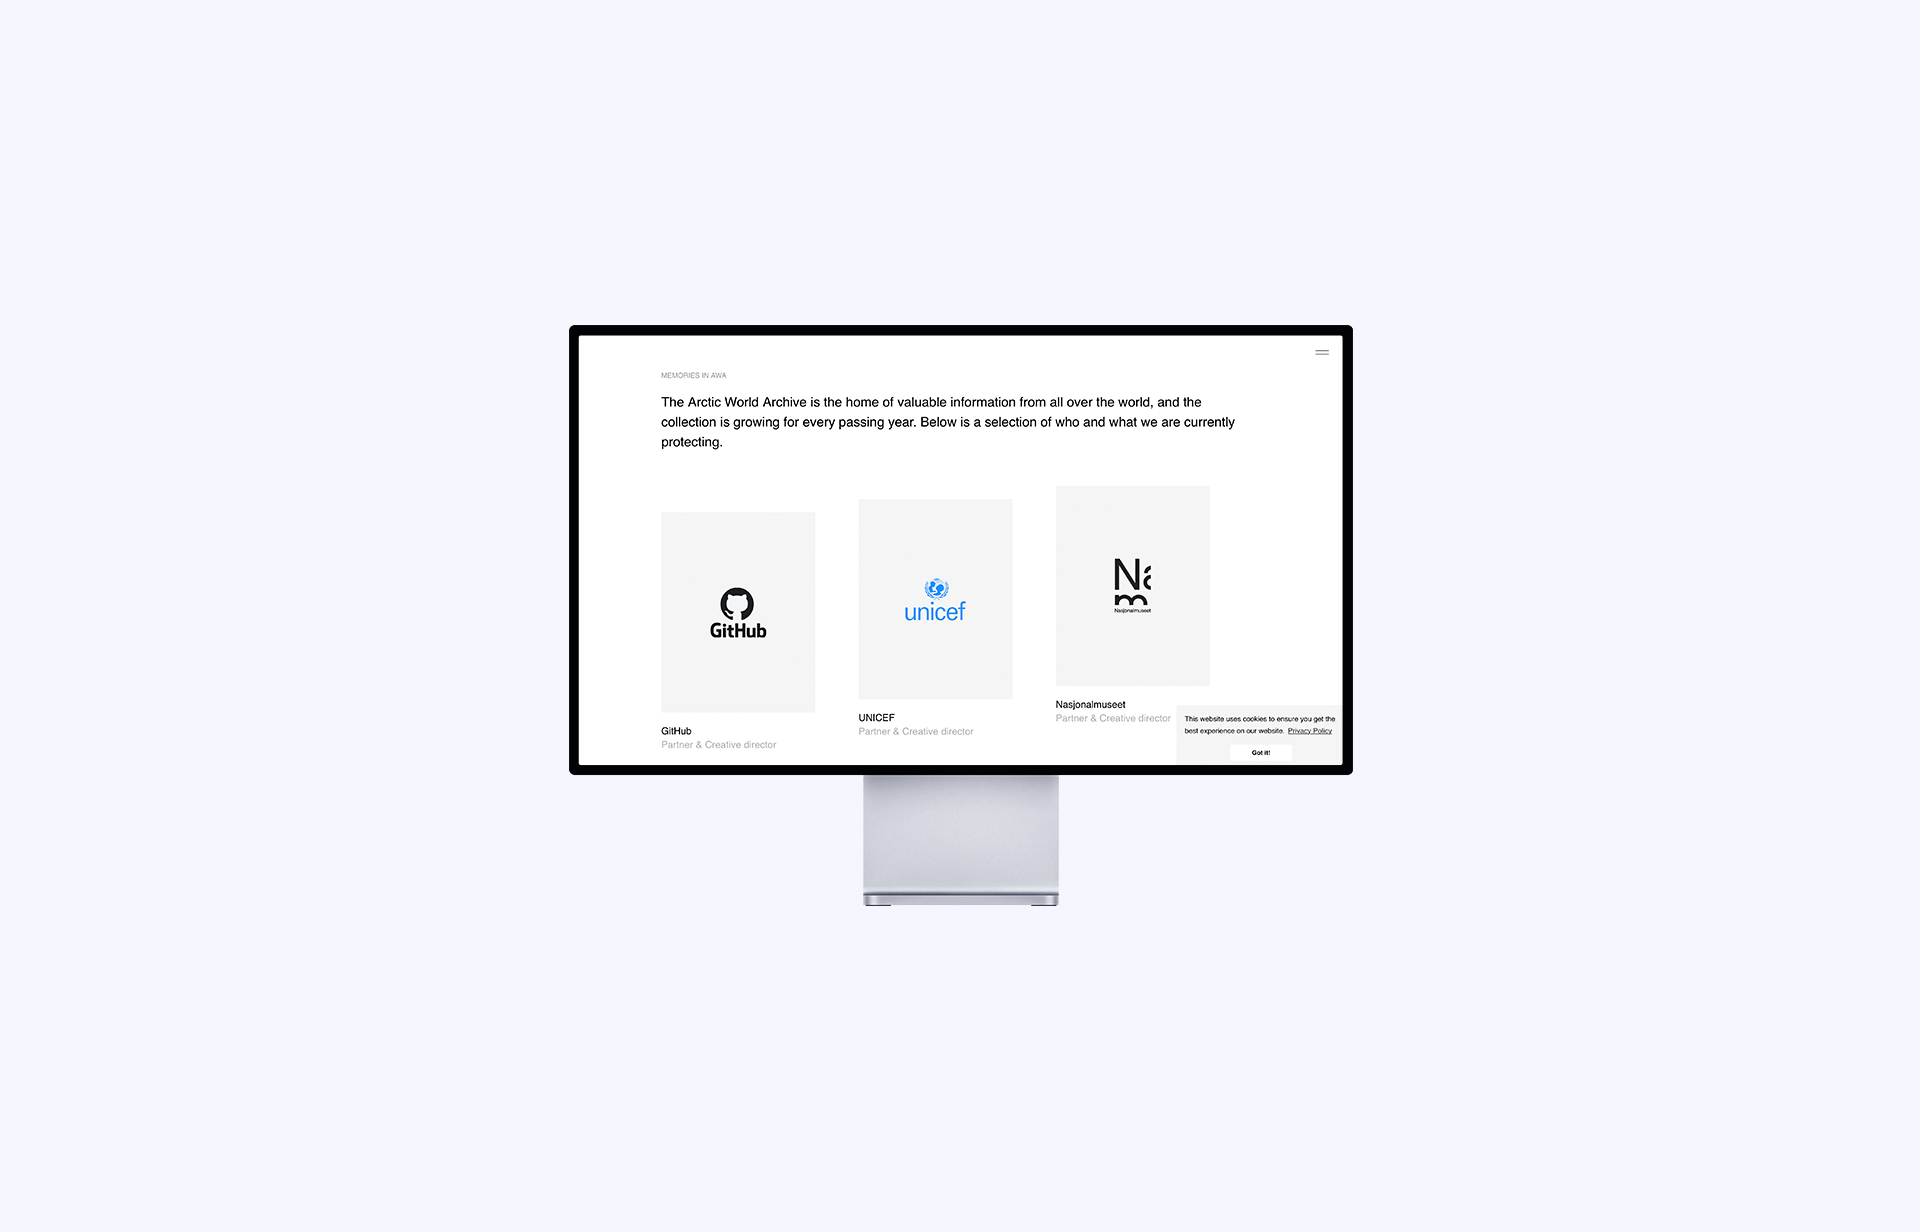 MEMORIES IN AWA
The Arctic World Archive is the home of valuable information from all over the world, and the
collection is growing for every passing year. Below is a selection of who and what we are currently
protecting.
GitHub
GitHub
Partner & Creative director
unicef
UNICEF
Partner & Creative director
Na
m
Nasjonalmuseet
Nasjonalmuseet
Partner & Creative director
This website uses cookies to ensure you get the
best experience on our website. Privacy Policy
Got it!